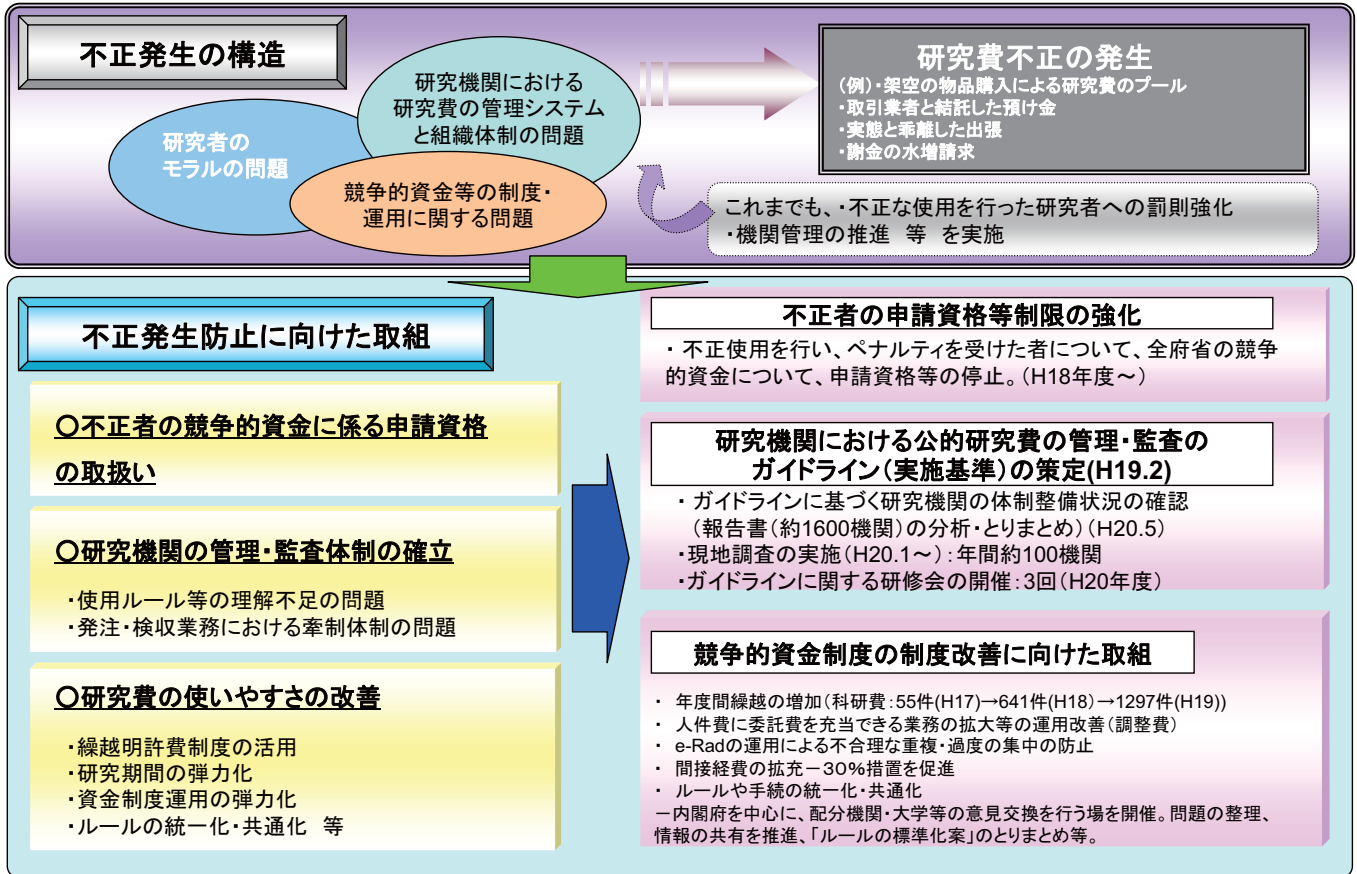 不正発生の構造
研究者の
モラルの問題
研究機関における
研究費の管理システム
と組織体制の問題
競争的資金等の制度・
運用に関する問題
研究費不正の発生
(例)・架空の物品購入による研究費のプール
・取引業者と結託した預け金
・実態と乖離した出張
・謝金の水増請求
これまでも、・不正な使用を行った研究者への罰則強化
・機関管理の推進 等 を実施
不正発生防止に向けた取組
○不正者の競争的資金に係る申請資格
の取扱い
○研究機関の管理・監査体制の確立
・使用ルール等の理解不足の問題
・発注・検収業務における牽制体制の問題
○研究費の使いやすさの改善
・繰越明許費制度の活用
・研究期間の弾力化
・資金制度運用の弾力化
・ルールの統一化・共通化 等
不正者の申請資格等制限の強化
・ 不正使用を行い、ペナルティを受けた者について、全府省の競争
的資金について、申請資格等の停止。(H18年度～)
研究機関における公的研究費の管理・監査の
ガイドライン(実施基準)の策定(H19.2)
・ ガイドラインに基づく研究機関の体制整備状況の確認
(報告書(約1600機関)の分析・とりまとめ)(H20.5)
・現地調査の実施(H20.1～):年間約100機関
・ガイドラインに関する研修会の開催:3回(H20年度)
競争的資金制度の制度改善に向けた取組
・ 年度間繰越の増加(科研費:55件(H17)→641件(H18)→1297件(H19))
・ 人件費に委託費を充当できる業務の拡大等の運用改善(調整費)
・ e-Radの運用による不合理な重複・過度の集中の防止
・ 間接経費の拡充－30%措置を促進
・ ルールや手続の統一化・共通化
－内閣府を中心に、配分機関・大学等の意見交換を行う場を開催。問題の整理、
情報の共有を推進、「ルールの標準化案」のとりまとめ等。